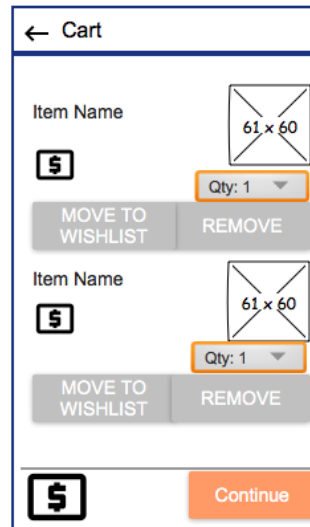 ← Cart
Item Name
61 x 60
$
Qty: 1
MOVE TO
WISHLIST
REMOVE
Item Name
61 x 60
$
Qty: 1
MOVE TO
WISHLIST
REMOVE
$
Continue